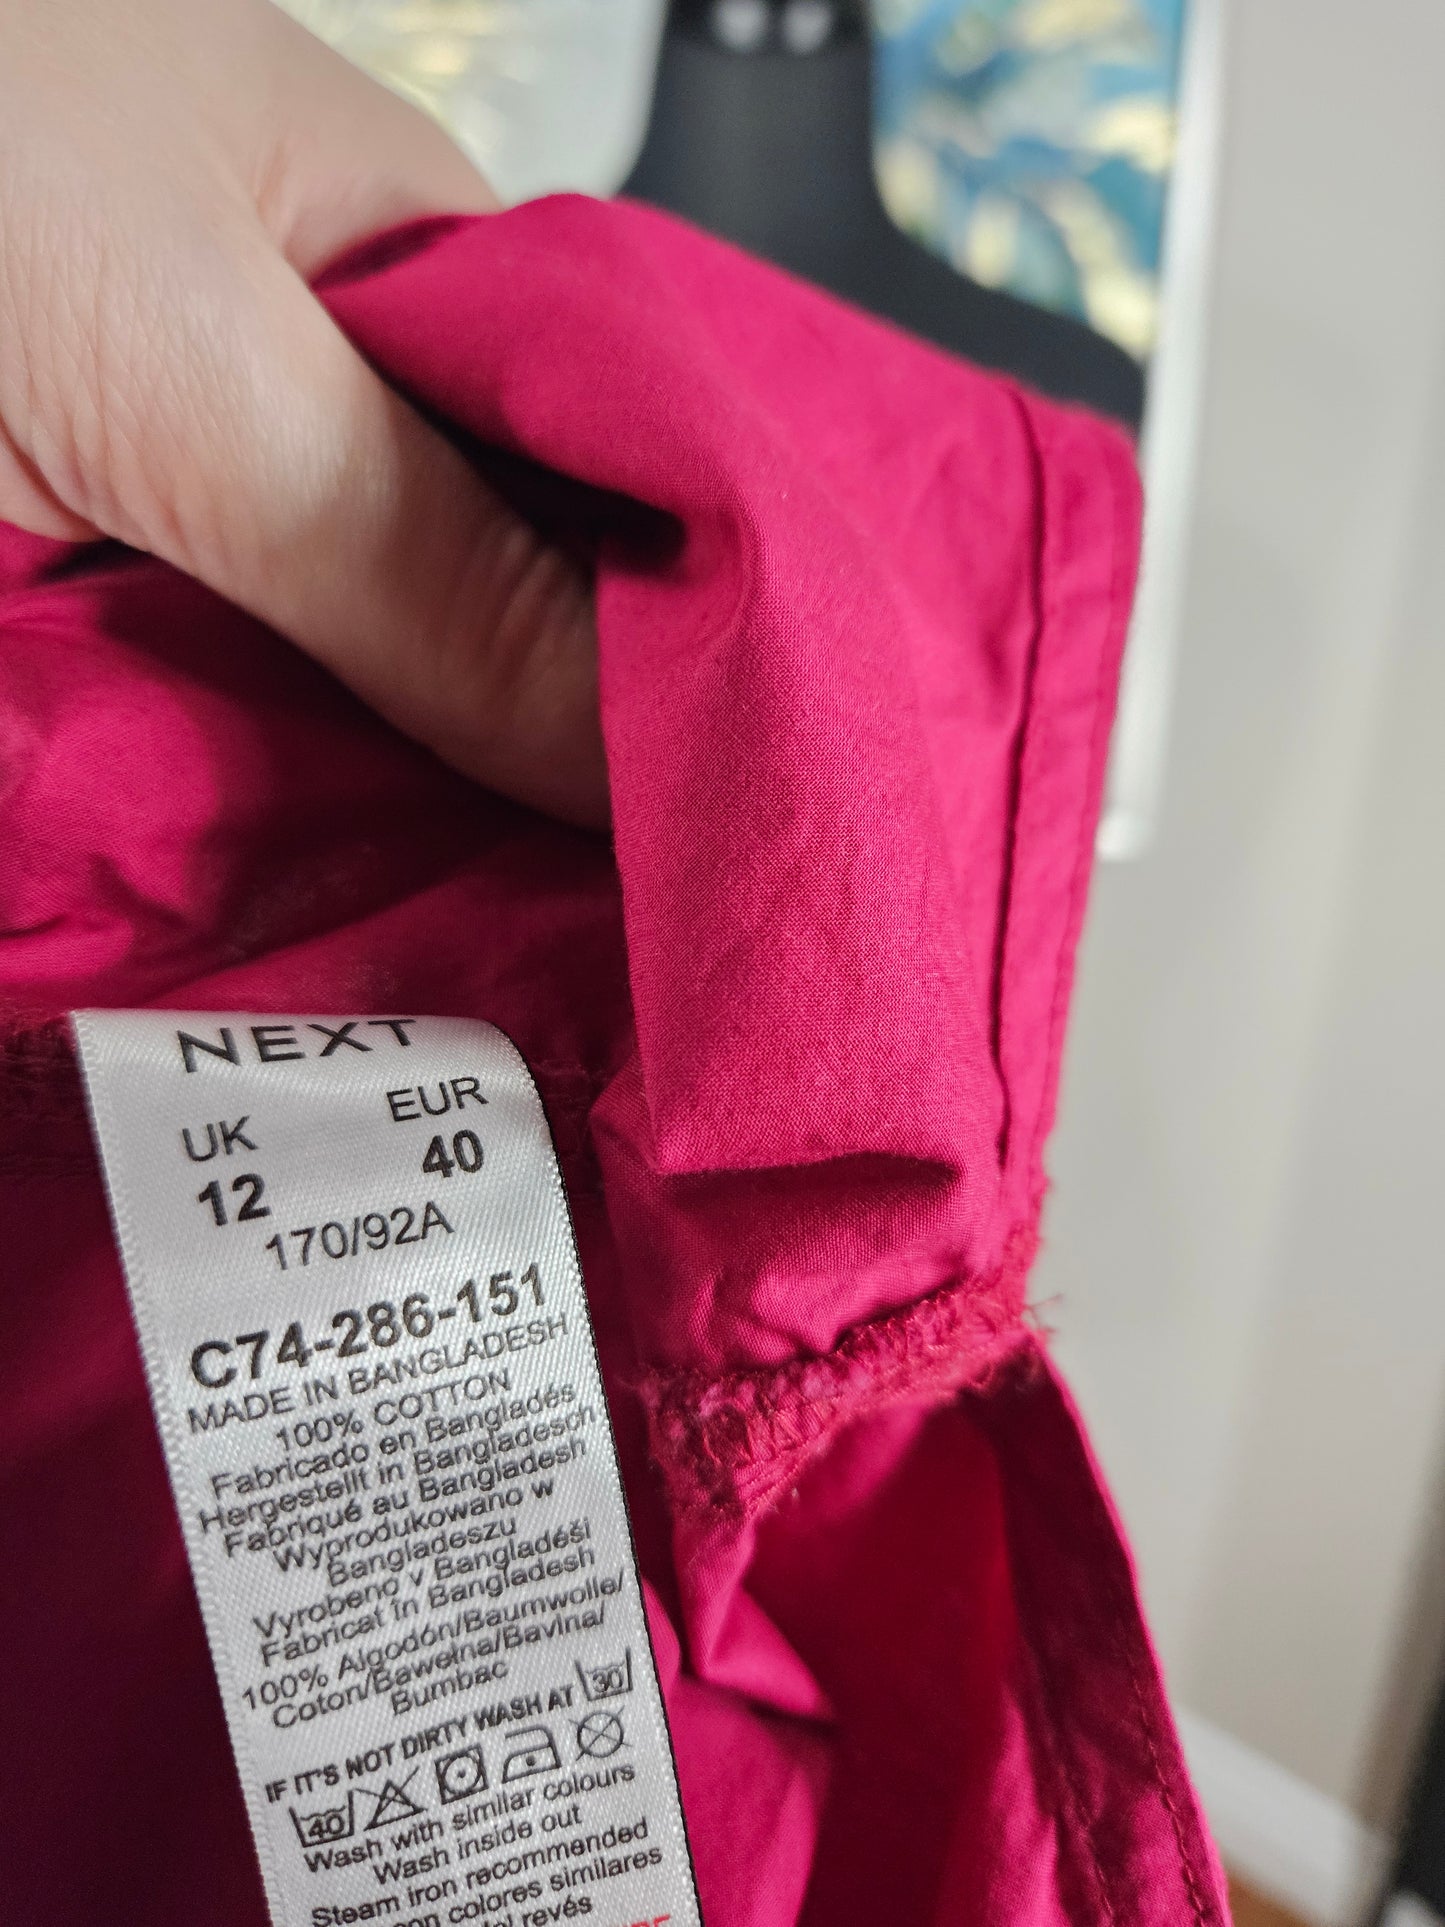 NEXT
UK EUR
12 40
170/92A
C74-286-151
MADE IN BANGLADESH
100% COTTON
Fabricado en Bangladés
Hergestellt in Bangladesch
Fabriqué au Bangladesh
Wyprodukowano w
Bangladeszu
Vyrobeno v Bangladéši
Fabricat în Bangladesh
100% Algodón/Baumwolle/
Coton/Bawełna/Bavlna/
Bumbac
IF IT'S NOT DIRTY WASH AT 30
40
Wash with similar colours
Wash inside out
Steam iron recommended
con colores similares
del revés